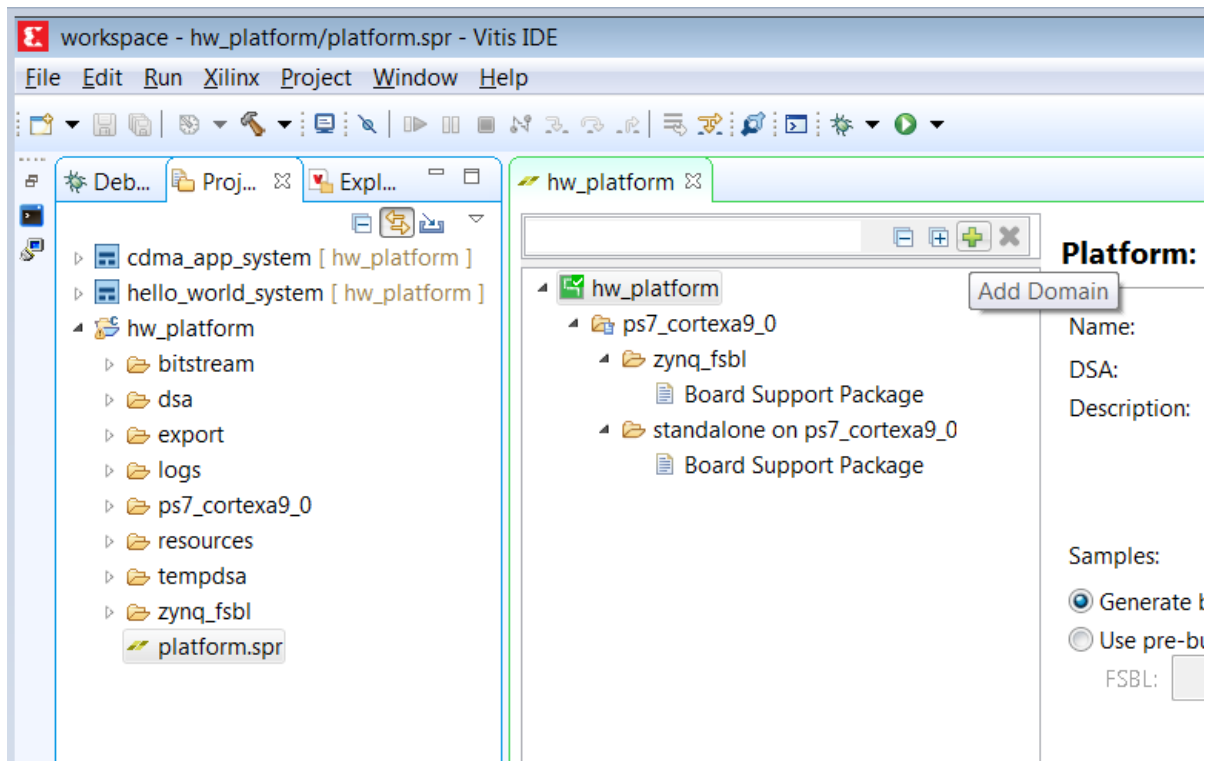 workspace - hw_platform/platform.spr - Vitis IDE
File Edit Run Xilinx Project Window Help
Deb... Proj... Expl...
cdma_app_system [ hw_platform ]
hello_world_system [ hw_platform ]
hw_platform
bitstream
dsa
export
logs
ps7_cortexa9_0
resources
tempdsa
zynq_fsbl
platform.spr
hw_platform
hw_platform
ps7_cortexa9_0
zynq_fsbl
Board Support Package
standalone on ps7_cortexa9_0
Board Support Package
Add Domain
Platform:
Name:
DSA:
Description:
Samples:
Generate
Use pre-bu
FSBL: